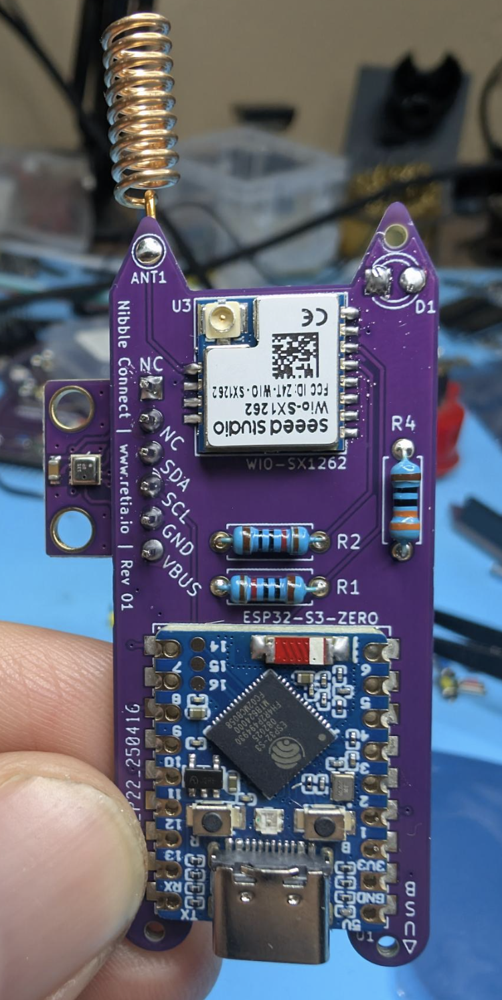 ANT1
U3
D1
Nibble Connect | www.retia.io | Rev 01
NC
NC
SDA
SCL
GND
VBUS
CE
seeed studio
Wio-SX1262
FCC ID: Z4T-WIO-SX1262
WIO-SX1262
R4
R2
R1
ESP32-S3-ZERO
14
15
16
7
8
9
10
11
12
13
RX
TX
6
5
4
3
2
1
3V3
GND
5V
ESP32-S3
R
B
P22_250416
USB
U1